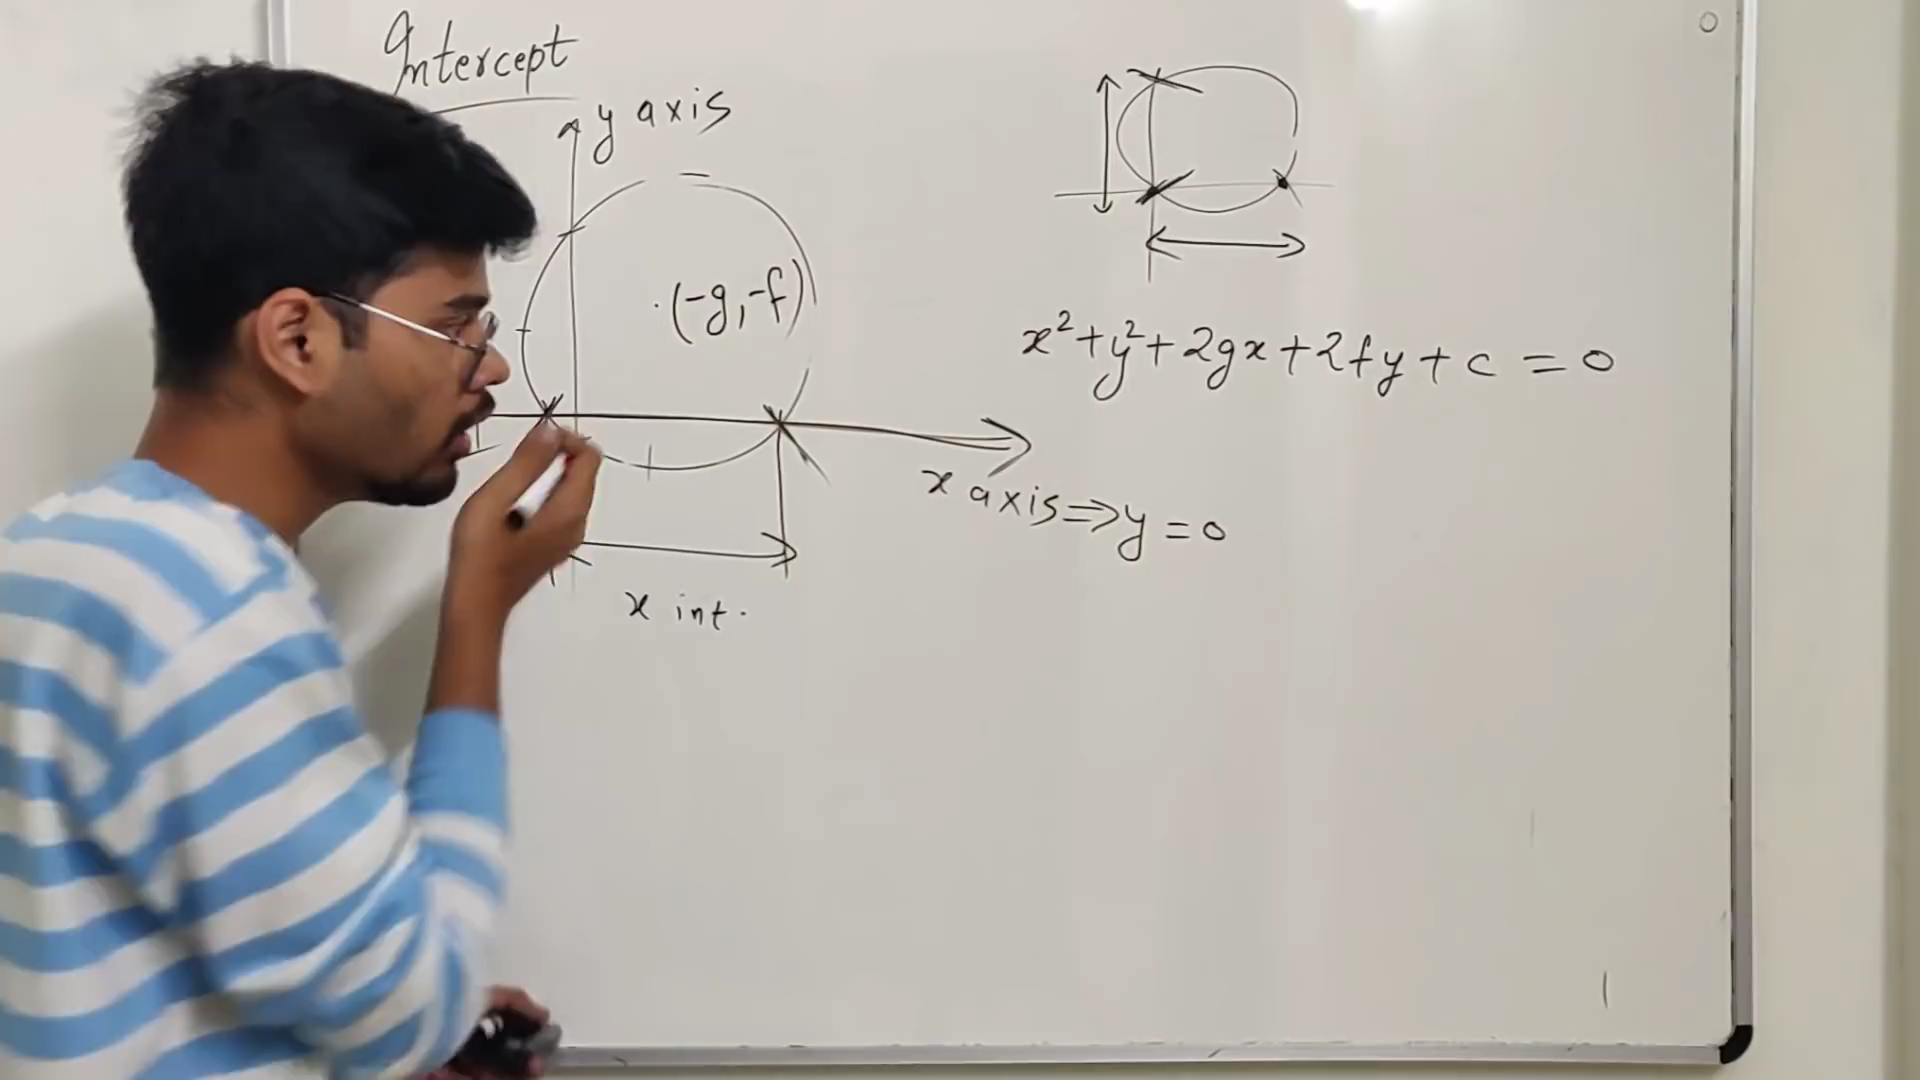 Intercept
y axis
(-g, -f)
x² + y² + 2gx + 2fy + c = 0
x axis ⇒ y = 0
x int.